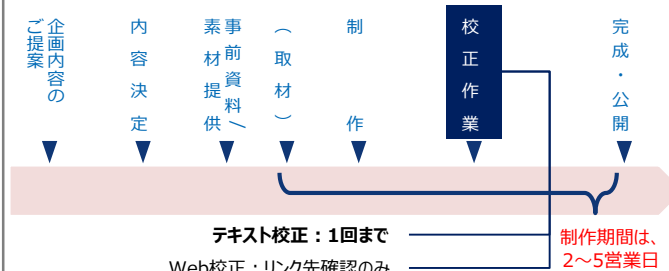 企画内容の
ご提案
内容決定
事前資料/
素材提供
（取材）
制作
校正作業
完成・公開
テキスト校正：1回まで
Web校正：リンク先確認のみ
制作期間は、
2～5営業日